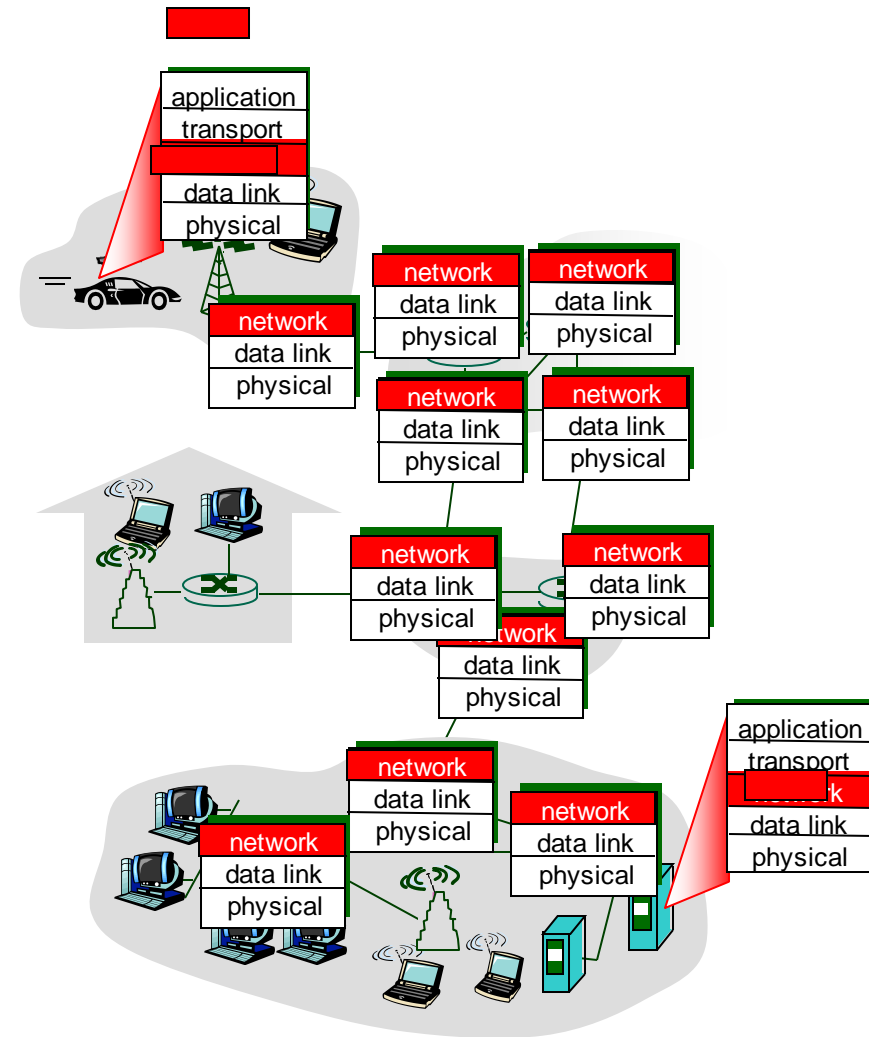 application
transport
data link
physical
network
data link
physical
network
data link
physical
network
data link
physical
network
data link
physical
network
data link
physical
network
data link
physical
network
data link
physical
network
data link
physical
network
data link
physical
network
data link
physical
network
data link
physical
application
transport
data link
physical